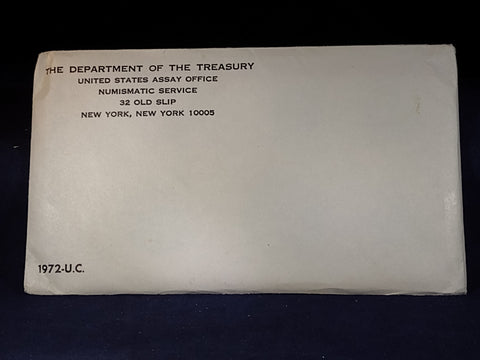 THE DEPARTMENT OF THE TREASURY
UNITED STATES ASSAY OFFICE
NUMISMATIC SERVICE
32 OLD SLIP
NEW YORK, NEW YORK 10005
1972-U.C.